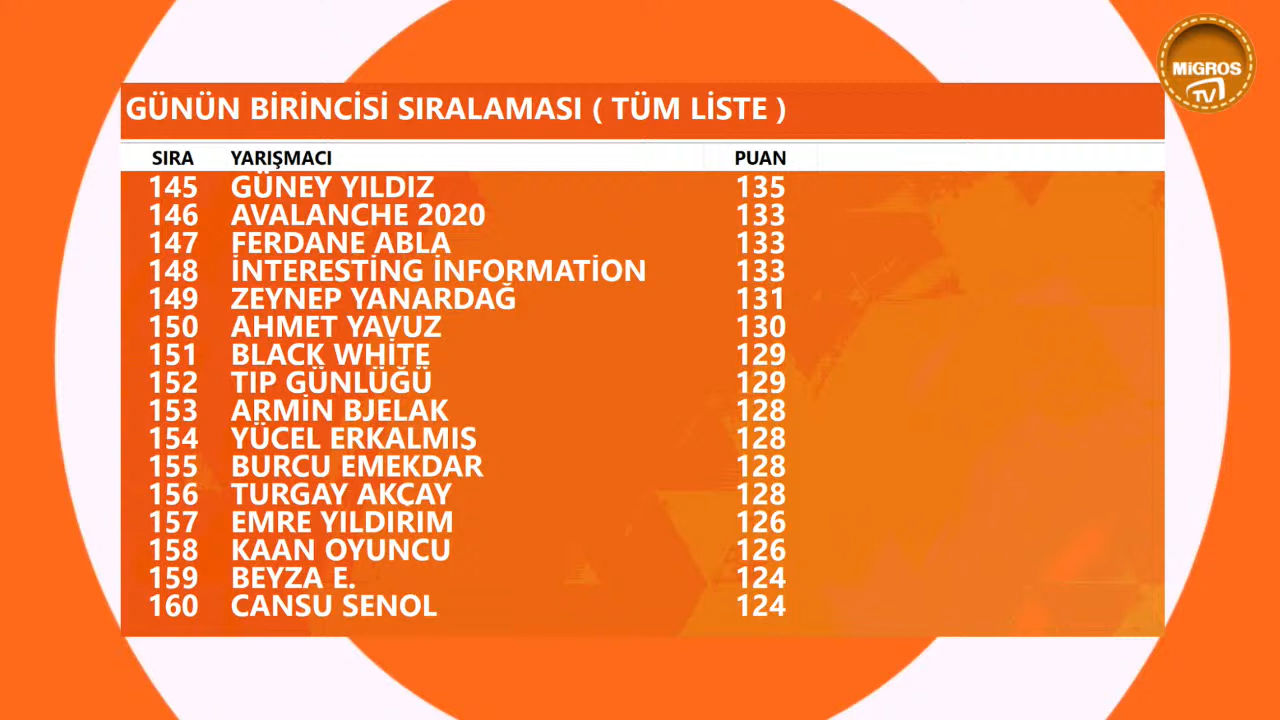 MiGROS
TV
GÜNÜN BİRİNCİSİ SIRALAMASI ( TÜM LİSTE )
SIRA YARIŞMACI PUAN
145 GÜNEY YILDIZ 135
146 AVALANCHE 2020 133
147 FERDANE ABLA 133
148 İNTERESTİNG İNFORMATİON 133
149 ZEYNEP YANARDAĞ 131
150 AHMET YAVUZ 130
151 BLACK WHİTE 129
152 TIP GÜNLÜĞÜ 129
153 ARMİN BJELAK 128
154 YÜCEL ERKALMIŞ 128
155 BURCU EMEKDAR 128
156 TURGAY AKÇAY 128
157 EMRE YILDIRIM 126
158 KAAN OYUNCU 126
159 BEYZA E. 124
160 CANSU SENOL 124